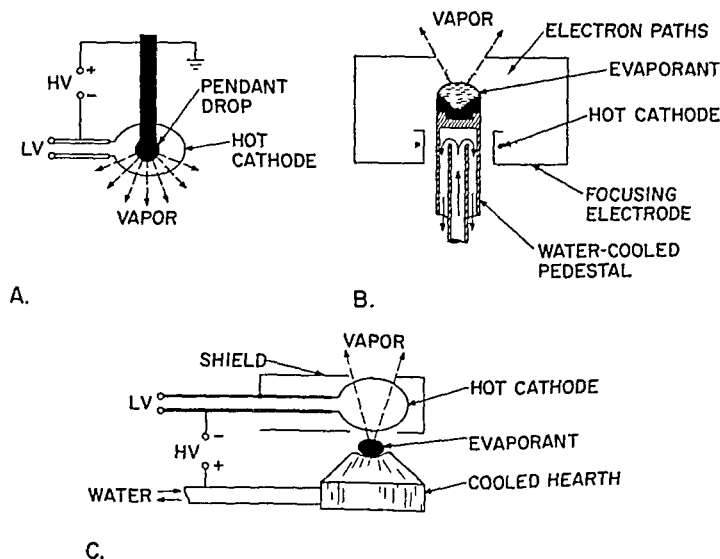 HV
+
−
LV
PENDANT
DROP
HOT
CATHODE
VAPOR
A.
VAPOR
ELECTRON PATHS
EVAPORANT
HOT CATHODE
FOCUSING
ELECTRODE
WATER-COOLED
PEDESTAL
B.
VAPOR
SHIELD
LV
HOT CATHODE
−
HV
+
EVAPORANT
WATER
COOLED HEARTH
C.